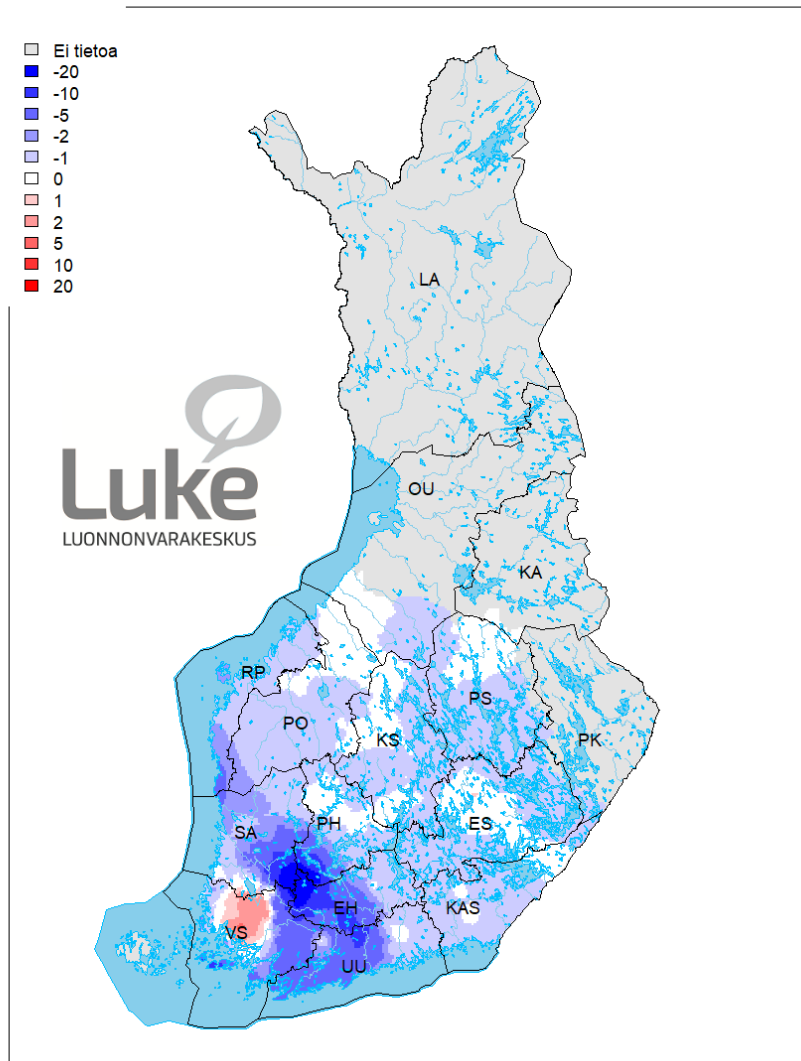 Ei tietoa
-20
-10
-5
-2
-1
0
1
2
5
10
20
LA
Luke
LUONNONVARAKESKUS
OU
KA
RP
PO
KS
PS
PK
SA
PH
ES
EH
KAS
VS
UU